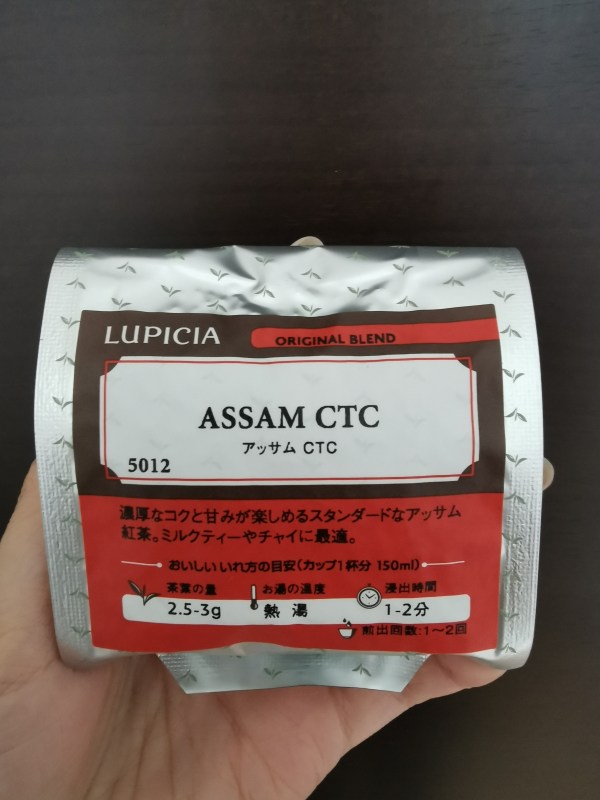 LUPICIA
ORIGINAL BLEND
ASSAM CTC
アッサム CTC
5012
濃厚なコクと甘みが楽しめるスタンダードなアッサム
紅茶。ミルクティーやチャイに最適。
おいしいいれ方の目安(カップ1杯分 150ml)
茶葉の量 お湯の温度 浸出時間
2.5-3g 熱湯 1-2分
煎出回数:1〜2回